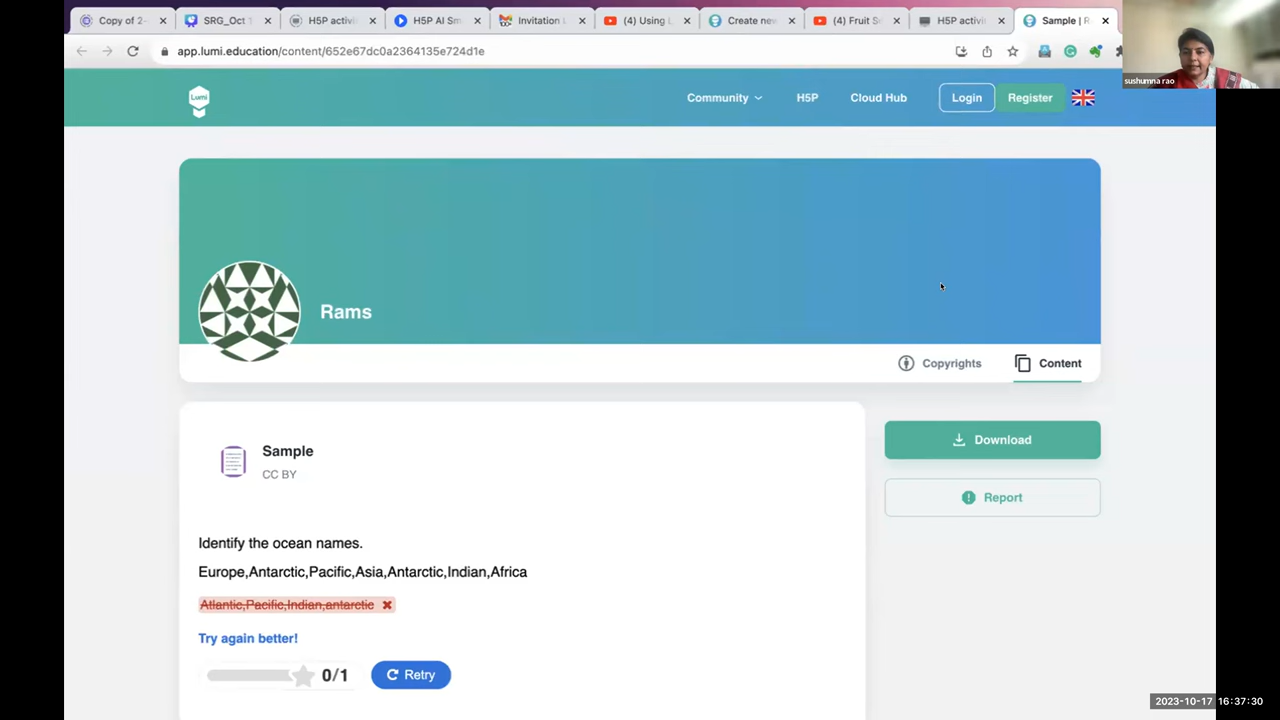 Copy of 2-
SRG_Oct 1
H5P activi
H5P AI Sm
Invitation L
(4) Using L
Create new
(4) Fruit Sa
H5P activi
Sample | R
app.lumi.education/content/652e67dc0a2364135e724d1e
sushumna rao
Lumi
Community
H5P
Cloud Hub
Login
Register
Rams
Copyrights
Content
Sample
CC BY
Download
Report
Identify the ocean names.
Europe,Antarctic,Pacific,Asia,Antarctic,Indian,Africa
Atlantic,Pacific,Indian,antarctic
Try again better!
0/1
Retry
2023-10-17 16:37:30